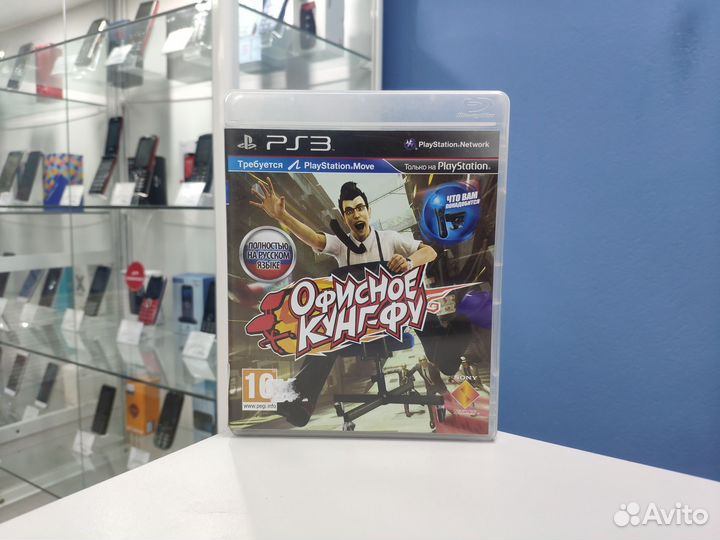 PS3
PlayStation®Network
Требуется PlayStation®Move
Только на PlayStation®
ЧТО ВАМ
ПОНАДОБИТСЯ
ПОЛНОСТЬЮ
НА РУССКОМ
ЯЗЫКЕ
ОФИСНОЕ
КУНГ-ФУ
www.pegi.info
SONY
Avito